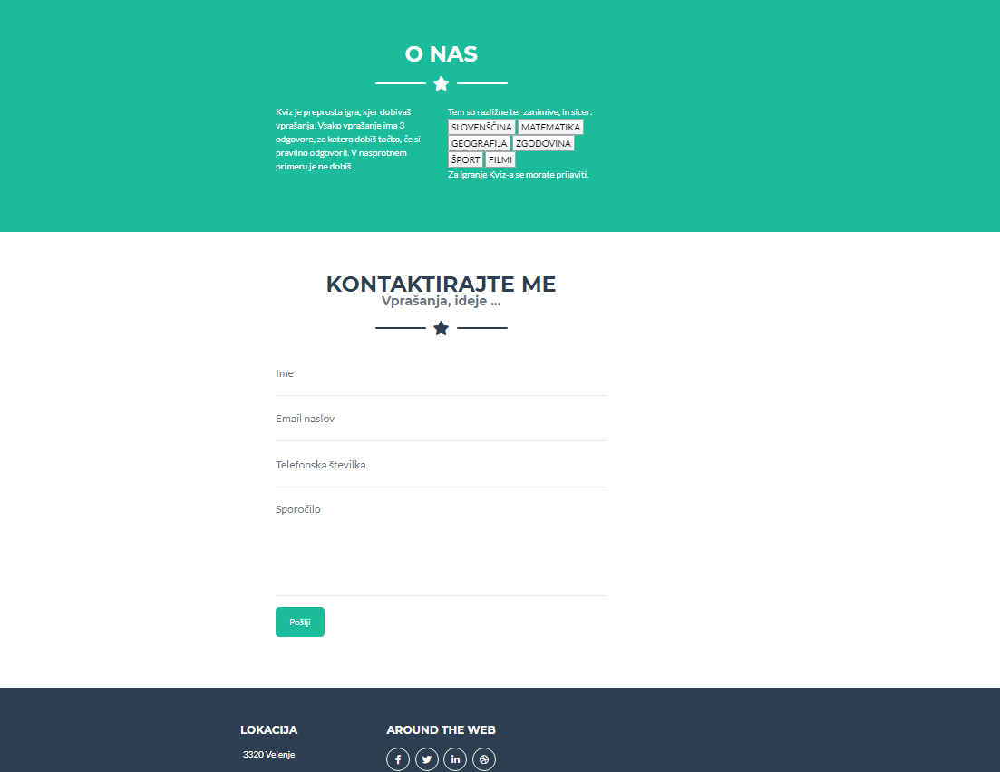 O NAS
Kviz je preprosta igra, kjer dobivaš
vprašanja. Vsako vprašanje ima 3
odgovore, za katera dobiš točko, če si
pravilno odgovoril. V nasprotnem
primeru je ne dobiš.
Tem so različne ter zanimive, in sicer:
SLOVENŠČINA MATEMATIKA
GEOGRAFIJA ZGODOVINA
ŠPORT FILMI
Za igranje Kviz-a se morate prijaviti.
KONTAKTIRAJTE ME
Vprašanja, ideje ...
Ime
Email naslov
Telefonska številka
Sporočilo
Pošlji
LOKACIJA
3320 Velenje
AROUND THE WEB